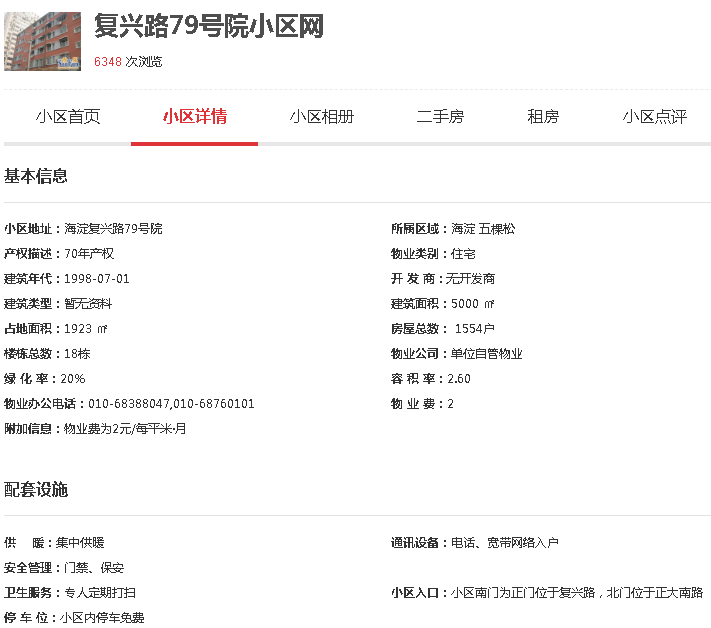 复兴路79号院小区网
6348 次浏览
小区首页 小区详情 小区相册 二手房 租房 小区点评
基本信息
小区地址：海淀复兴路79号院 所属区域：海淀 五棵松
产权描述：70年产权 物业类别：住宅
建筑年代：1998-07-01 开 发 商：无开发商
建筑类型：暂无资料 建筑面积：5000 ㎡
占地面积：1923 ㎡ 房屋总数： 1554户
楼栋总数：18栋 物业公司：单位自管物业
绿 化 率：20% 容 积 率：2.60
物业办公电话：010-68388047,010-68760101 物 业 费：2
附加信息：物业费为2元/每平米·月
配套设施
供 暖：集中供暖 通讯设备：电话、宽带网络入户
安全管理：门禁、保安
卫生服务：专人定期打扫 小区入口：小区南门为正门位于复兴路，北门位于正大南路
停 车 位：小区内停车免费